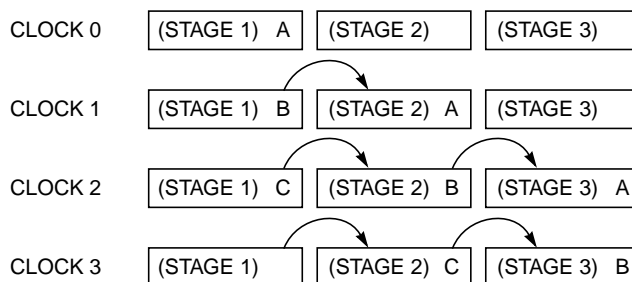 CLOCK 0 (STAGE 1) A (STAGE 2) (STAGE 3)
CLOCK 1 (STAGE 1) B (STAGE 2) A (STAGE 3)
CLOCK 2 (STAGE 1) C (STAGE 2) B (STAGE 3) A
CLOCK 3 (STAGE 1) (STAGE 2) C (STAGE 3) B